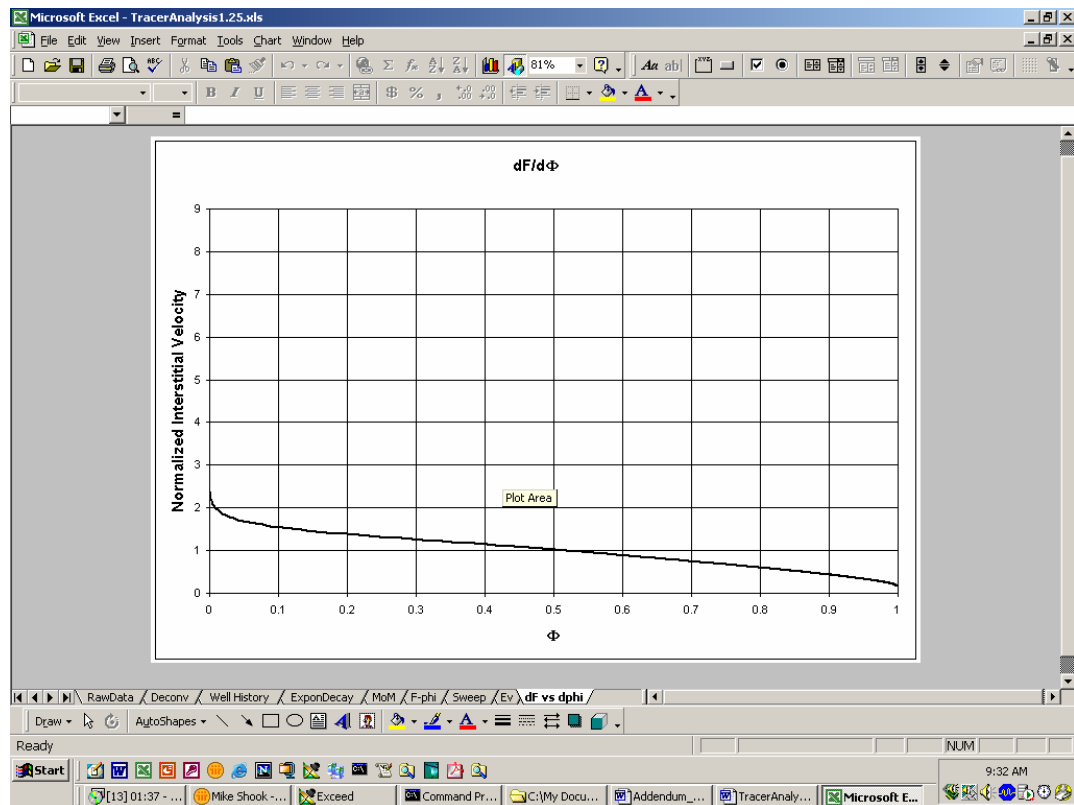 Microsoft Excel - TracerAnalysis1.25.xls
File Edit View Insert Format Tools Chart Window Help
81%
Aa ab|
B I U $ % ,
=
dF/dΦ
9
8
7
6
5
4
3
2
1
0
Normalized Interstitial Velocity
Plot Area
0 0.1 0.2 0.3 0.4 0.5 0.6 0.7 0.8 0.9 1
Φ
RawData / Deconv / Well History / ExponDecay / MoM / F-phi / Sweep / Ev / dF vs dphi /
Draw AutoShapes
Ready NUM
Start 9:32 AM
[13] 01:37 - ... Mike Shook -... Exceed Command Pr... C:\My Docu... Addendum_... TracerAnaly... Microsoft E...